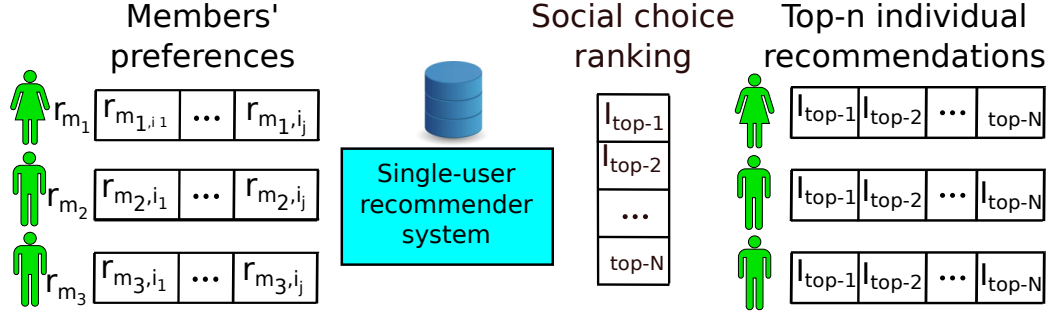 Members'
preferences
Social choice
ranking
Top-n individual
recommendations
r_m1 r_m1,i1 ... r_m1,ij
r_m2 r_m2,i1 ... r_m2,ij
r_m3 r_m3,i1 ... r_m3,ij
Single-user
recommender
system
I_top-1
I_top-2
...
top-N
I_top-1 I_top-2 ... top-N
I_top-1 I_top-2 ... I_top-N
I_top-1 I_top-2 ... I_top-N